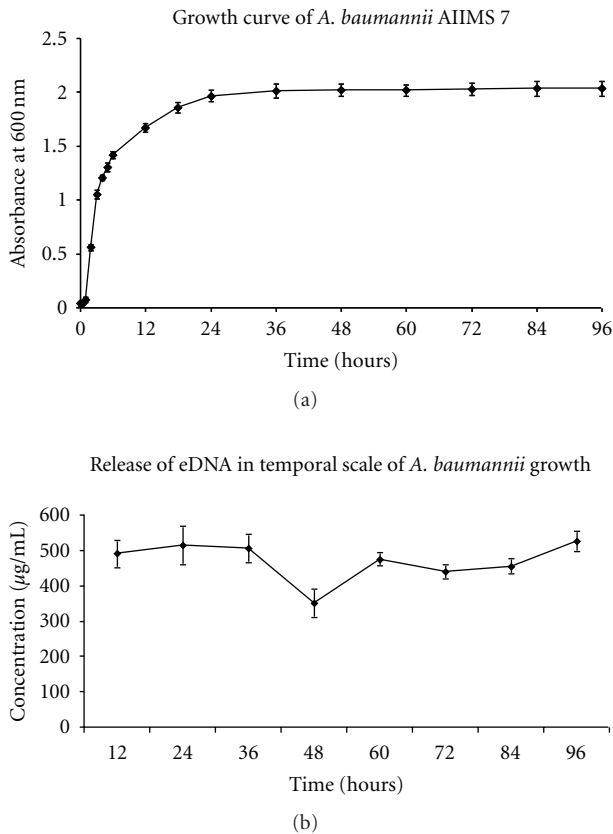 Growth curve of A. baumannii AIIMS 7
Absorbance at 600 nm
2.5
2
1.5
1
0.5
0
0 12 24 36 48 60 72 84 96
Time (hours)
(a)
Release of eDNA in temporal scale of A. baumannii growth
Concentration (µg/mL)
600
500
400
300
200
100
0
12 24 36 48 60 72 84 96
Time (hours)
(b)